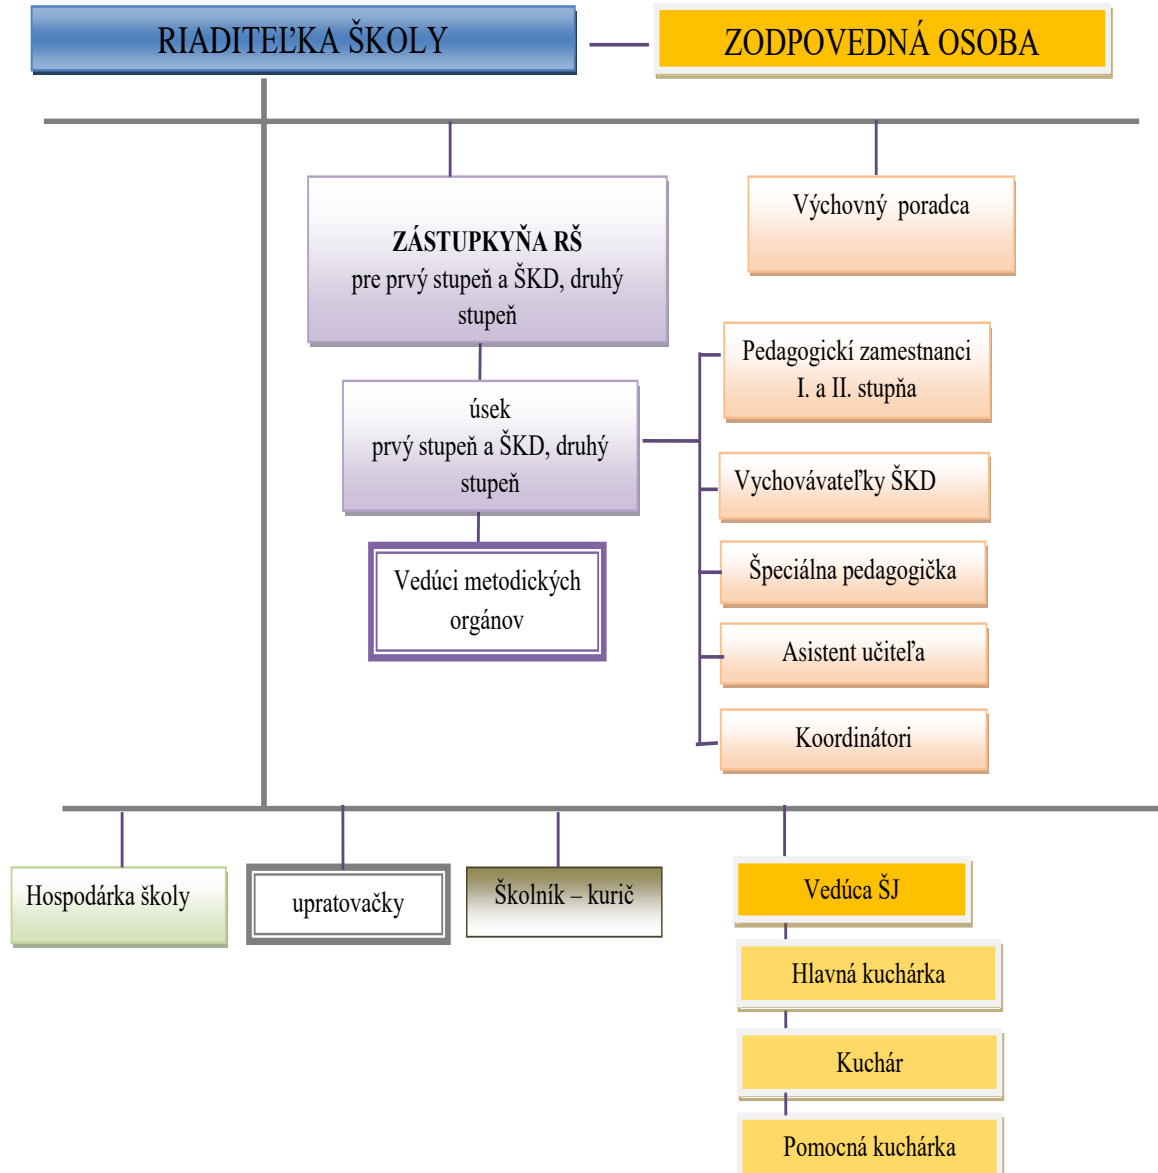 RIADITEĽKA ŠKOLY
ZODPOVEDNÁ OSOBA
ZÁSTUPKYŇA RŠ
pre prvý stupeň a ŠKD, druhý
stupeň
Výchovný poradca
úsek
prvý stupeň a ŠKD, druhý
stupeň
Vedúci metodických
orgánov
Pedagogickí zamestnanci
I. a II. stupňa
Vychovávateľky ŠKD
Špeciálna pedagogička
Asistent učiteľa
Koordinátori
Hospodárka školy
upratovačky
Školník – kurič
Vedúca ŠJ
Hlavná kuchárka
Kuchár
Pomocná kuchárka